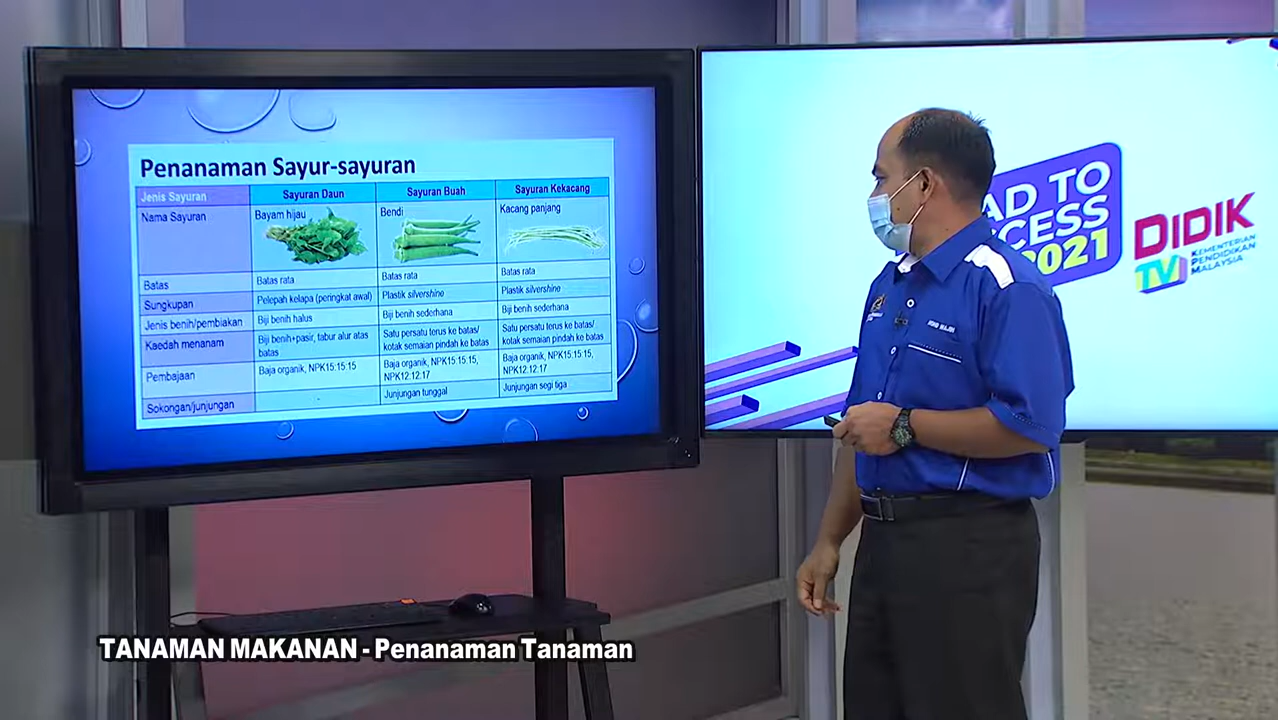 Penanaman Sayur-sayuran
Jenis Sayuran Sayuran Daun Sayuran Buah Sayuran Kekacang
Nama Sayuran Bayam hijau Bendi Kacang panjang
Batas Batas rata Batas rata Batas rata
Sungkupan Pelepah kelapa (peringkat awal) Plastik silvershine Plastik silvershine
Jenis benih/pembiakan Biji benih halus Biji benih sederhana Biji benih sederhana
Kaedah menanam Biji benih+pasir, tabur alur atas batas Satu persatu terus ke batas/ kotak semaian pindah ke batas Satu persatu terus ke batas/ kotak semaian pindah ke batas
Pembajaan Baja organik, NPK15:15:15 Baja organik, NPK15:15:15, NPK12:12:17 Baja organik, NPK15:15:15, NPK12:12:17
Sokongan/junjungan Junjungan tunggal Junjungan segi tiga
AD TO
CCESS
2021
DIDIK
TV
KEMENTERIAN
PENDIDIKAN
MALAYSIA
TANAMAN MAKANAN - Penanaman Tanaman